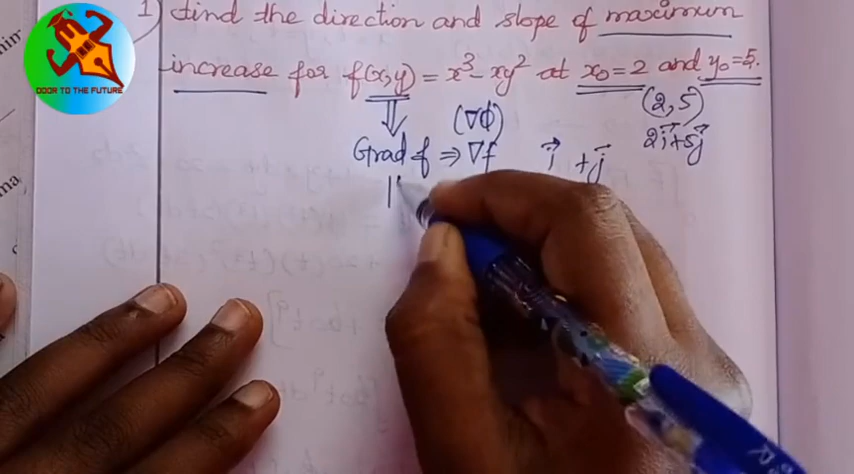 1) Find the direction and slope of maximum
increase for f(x,y) = x³ - xy² at x₀=2 and y₀=5.
DOOR TO THE FUTURE
(2,5)
(∇ϕ)
2i⃗+5j⃗
Grad f ⇒ ∇f
i⃗ + j⃗